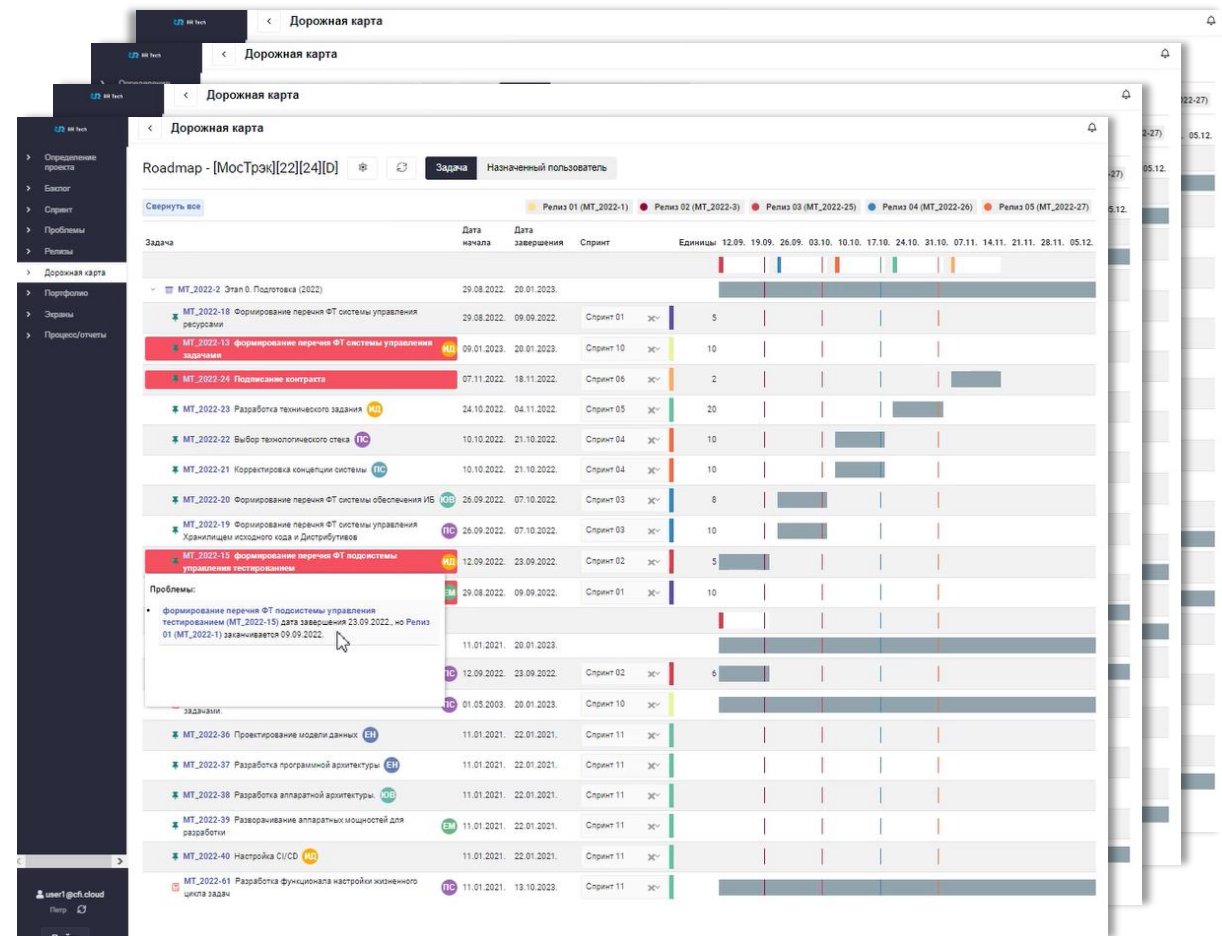 HR Tech
‹ Дорожная карта
HR Tech
‹ Дорожная карта
HR Tech
‹ Дорожная карта
022-27)
2-27) . 05.12.
-27) 05.12.
5.12.
HR Tech
‹ Дорожная карта
Определение
проекта
Баклог
Спринт
Проблемы
Релизы
Дорожная карта
Портфолио
Экраны
Процесс/отчеты
user1@cfi.cloud
Петр
Roadmap - [МосТрэк][22][24][D] Задача Назначенный пользователь
Свернуть все Релиз 01 (MT_2022-1) Релиз 02 (MT_2022-3) Релиз 03 (MT_2022-25) Релиз 04 (MT_2022-26) Релиз 05 (MT_2022-27)
Дата Дата
Задача начала завершения Спринт Единицы 12.09. 19.09. 26.09. 03.10. 10.10. 17.10. 24.10. 31.10. 07.11. 14.11. 21.11. 28.11. 05.12.
MT_2022-2 Этап 0. Подготовка (2022) 29.08.2022. 20.01.2023.
MT_2022-18 Формирование перечня ФТ системы управления
ресурсами 29.08.2022. 09.09.2022. Спринт 01 5
MT_2022-13 формирование перечня ФТ системы управления
задачами ИД 09.01.2023. 20.01.2023. Спринт 10 10
MT_2022-24 Подписание контракта 07.11.2022. 18.11.2022. Спринт 06 2
MT_2022-23 Разработка технического задания ИД 24.10.2022. 04.11.2022. Спринт 05 20
MT_2022-22 Выбор технологического стека ПС 10.10.2022. 21.10.2022. Спринт 04 10
MT_2022-21 Корректировка концепции системы ПС 10.10.2022. 21.10.2022. Спринт 04 10
MT_2022-20 Формирование перечня ФТ системы обеспечения ИБ ЮВ 26.09.2022. 07.10.2022. Спринт 03 8
MT_2022-19 Формирование перечня ФТ системы управления
Хранилищем исходного кода и Дистрибутивов ПС 26.09.2022. 07.10.2022. Спринт 03 10
MT_2022-15 формирование перечня ФТ подсистемы
управления тестированием ИД 12.09.2022. 23.09.2022. Спринт 02 5
ЕМ 29.08.2022. 09.09.2022. Спринт 01 10
Проблемы:
• формирование перечня ФТ подсистемы управления
тестированием (MT_2022-15) дата завершения 23.09.2022., но Релиз
01 (MT_2022-1) заканчивается 09.09.2022.
11.01.2021. 20.01.2023.
ПС 12.09.2022. 23.09.2022. Спринт 02 6
задачами. ПС 01.05.2003. 20.01.2023. Спринт 10
MT_2022-36 Проектирование модели данных ЕН 11.01.2021. 22.01.2021. Спринт 11
MT_2022-37 Разработка программной архитектуры ЕН 11.01.2021. 22.01.2021. Спринт 11
MT_2022-38 Разработка аппаратной архитектуры. ЮВ 11.01.2021. 22.01.2021. Спринт 11
MT_2022-39 Разворачивание аппаратных мощностей для
разработки ЕМ 11.01.2021. 22.01.2021. Спринт 11
MT_2022-40 Настройка CI/CD ИД 11.01.2021. 22.01.2021. Спринт 11
MT_2022-61 Разработка функционала настройки жизненного
цикла задач ПС 11.01.2021. 13.10.2023. Спринт 11